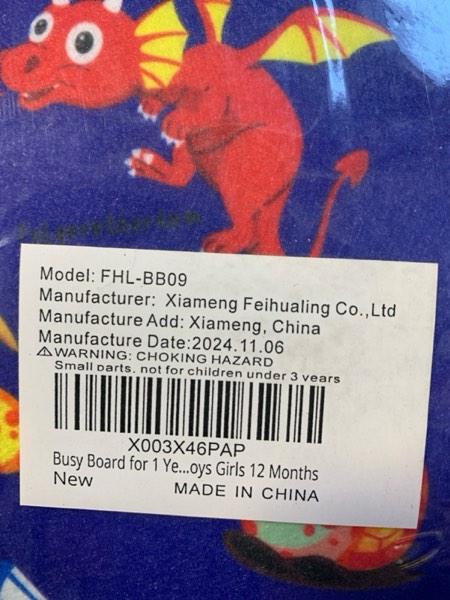 Model: FHL-BB09
Manufacturer: Xiameng Feihualing Co.,Ltd
Manufacture Add: Xiameng, China
Manufacture Date:2024.11.06
⚠WARNING: CHOKING HAZARD
Small parts. not for children under 3 years
X003X46PAP
Busy Board for 1 Ye...oys Girls 12 Months
New
MADE IN CHINA